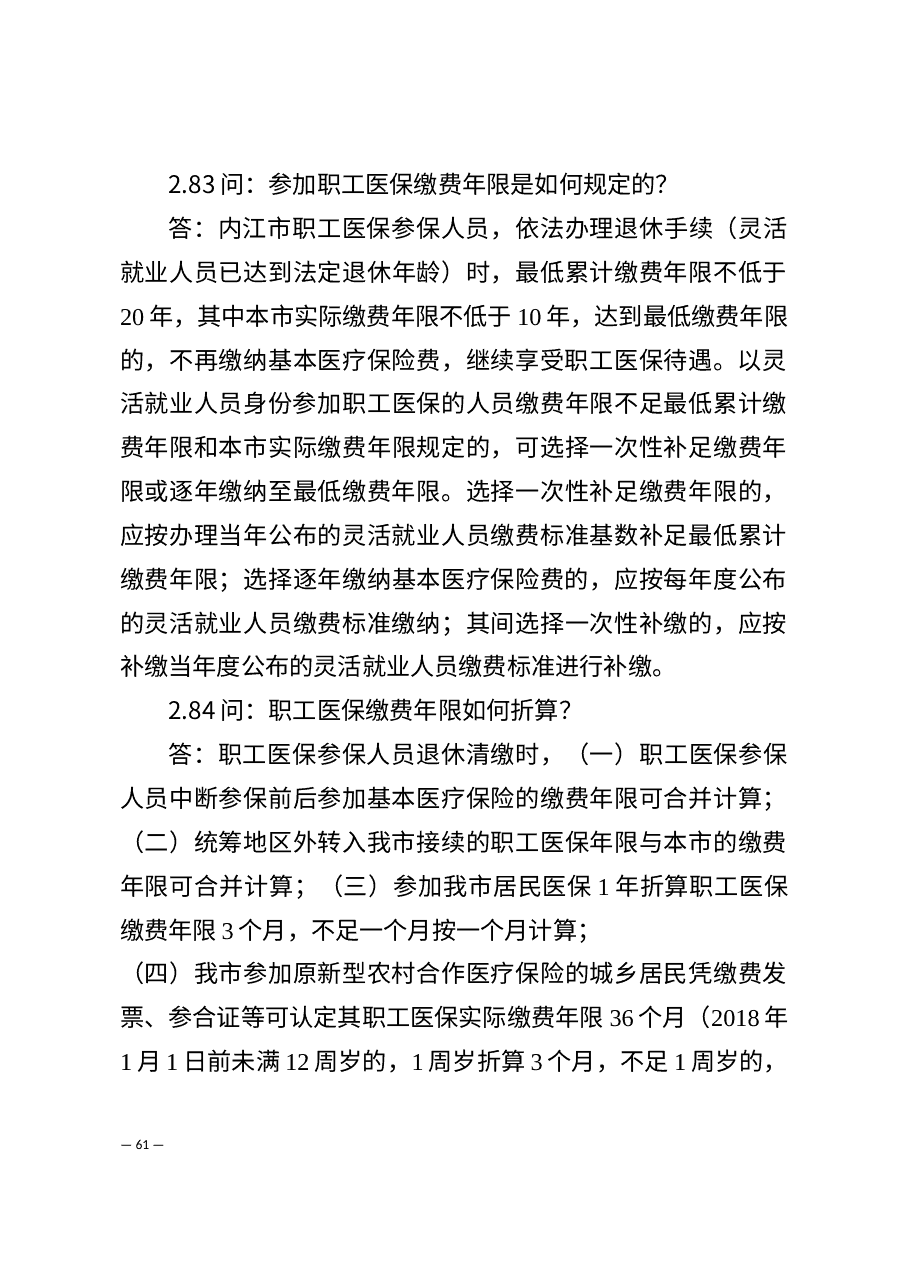 2.83 问：参加职工医保缴费年限是如何规定的？
答：内江市职工医保参保人员，依法办理退休手续（灵活
就业人员已达到法定退休年龄）时，最低累计缴费年限不低于
20 年，其中本市实际缴费年限不低于 10 年，达到最低缴费年限
的，不再缴纳基本医疗保险费，继续享受职工医保待遇。以灵
活就业人员身份参加职工医保的人员缴费年限不足最低累计缴
费年限和本市实际缴费年限规定的，可选择一次性补足缴费年
限或逐年缴纳至最低缴费年限。选择一次性补足缴费年限的，
应按办理当年公布的灵活就业人员缴费标准基数补足最低累计
缴费年限；选择逐年缴纳基本医疗保险费的，应按每年度公布
的灵活就业人员缴费标准缴纳；其间选择一次性补缴的，应按
补缴当年度公布的灵活就业人员缴费标准进行补缴。
2.84 问：职工医保缴费年限如何折算？
答：职工医保参保人员退休清缴时，（一）职工医保参保
人员中断参保前后参加基本医疗保险的缴费年限可合并计算；
（二）统筹地区外转入我市接续的职工医保年限与本市的缴费
年限可合并计算；（三）参加我市居民医保 1 年折算职工医保
缴费年限 3 个月，不足一个月按一个月计算；
（四）我市参加原新型农村合作医疗保险的城乡居民凭缴费发
票、参合证等可认定其职工医保实际缴费年限 36 个月（2018 年
1 月 1 日前未满 12 周岁的，1 周岁折算 3 个月，不足 1 周岁的，
— 61 —